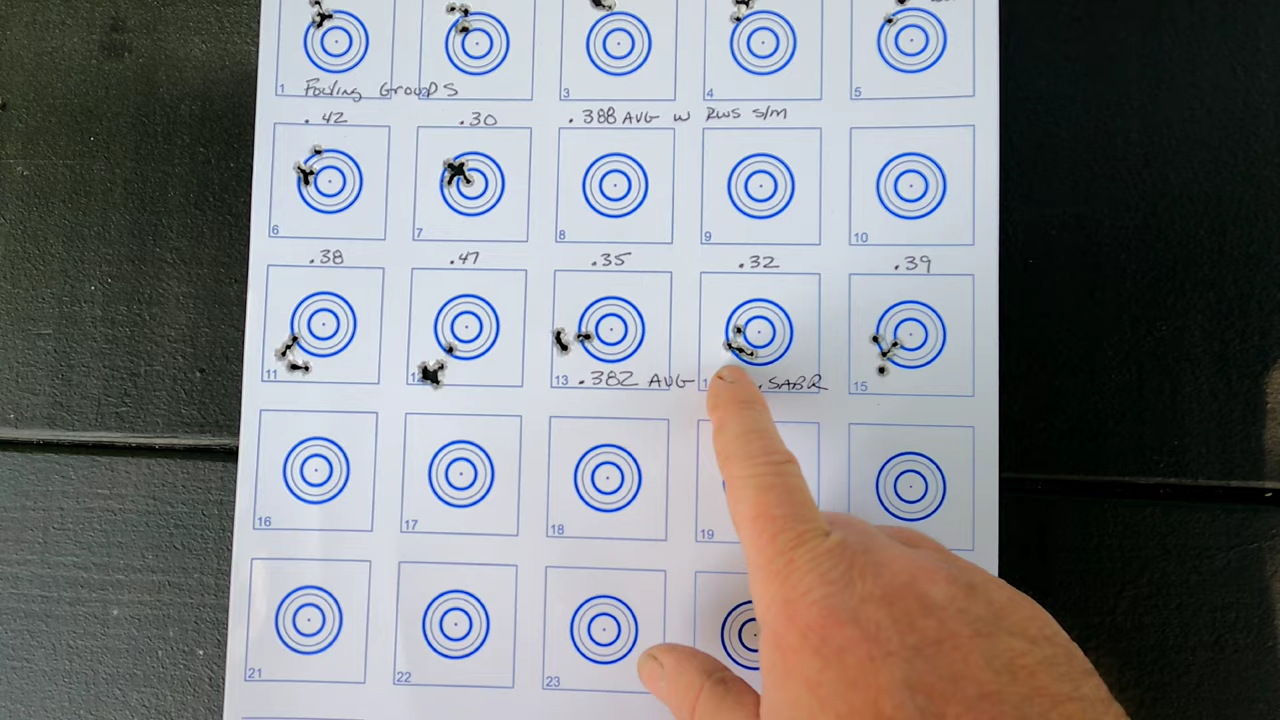 1 3 4 5
Fouling Groups
.42 .30 .388 AVG W RWS S/M
6 7 8 9 10
.38 .47 .35 .32 .39
11 12 13 15
.382 AVG . SABR
16 17 18 19
21 22 23